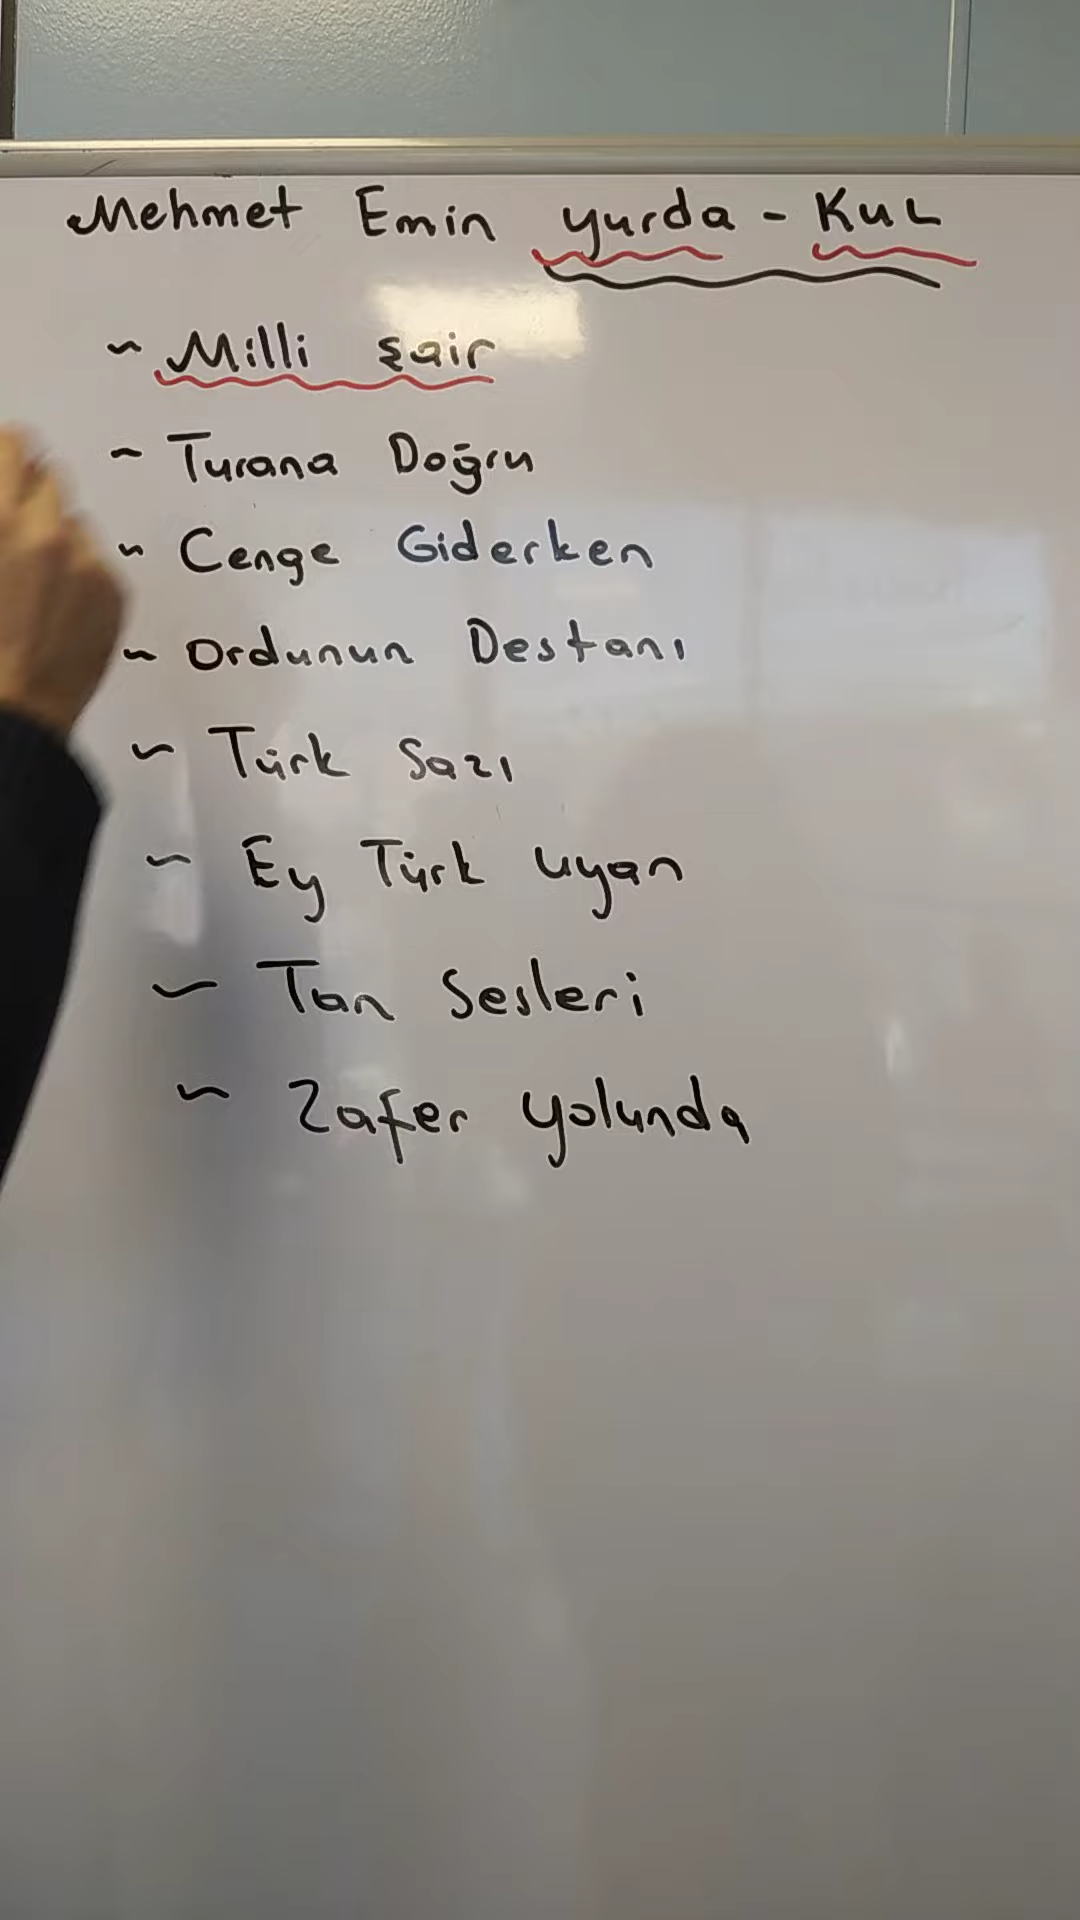 Mehmet Emin yurda - Kul
~ Milli şair
~ Turana Doğru
~ Cenge Giderken
~ Ordunun Destanı
~ Türk Sazı
~ Ey Türk uyan
~ Tan Sesleri
~ Zafer yolunda